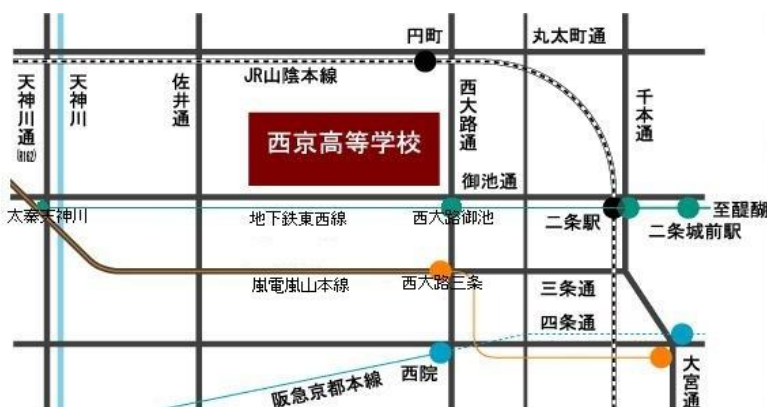 円町
丸太町通
JR山陰本線
天神川通
(R162)
天神川
佐井通
西大路通
千本通
西京高等学校
御池通
太秦天神川
地下鉄東西線
西大路御池
二条駅
至醍醐
二条城前駅
嵐電嵐山本線
西大路三条
三条通
四条通
阪急京都本線
西院
大宮通